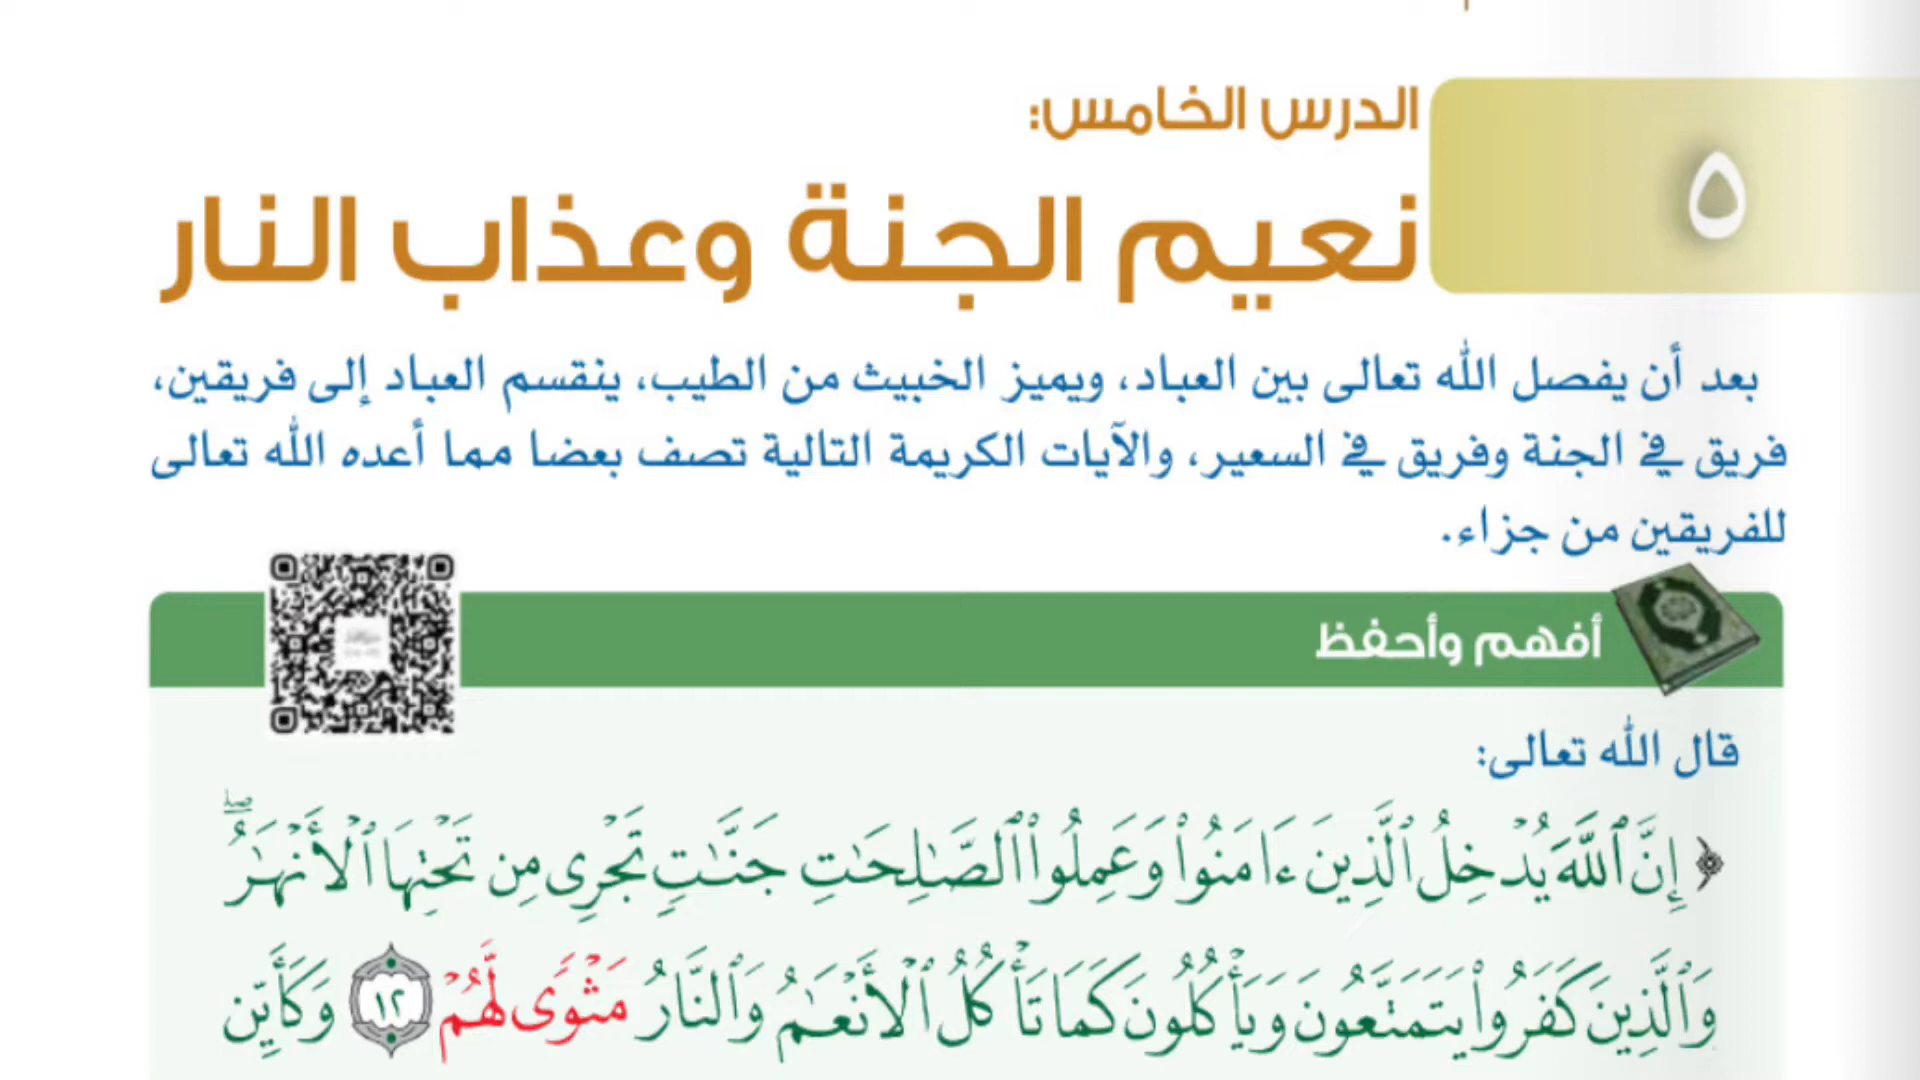 الدرس الخامس:
٥
نعيم الجنة وعذاب النار
بعد أن يفصل الله تعالى بين العباد، ويميز الخبيث من الطيب، ينقسم العباد إلى فريقين،
فريق في الجنة وفريق في السعير، والآيات الكريمة التالية تصف بعضا مما أعده الله تعالى
للفريقين من جزاء.
أفهم وأحفظ
قال الله تعالى:
﴿ إِنَّ ٱللَّهَ يُدۡخِلُ ٱلَّذِينَ ءَامَنُواْ وَعَمِلُواْ ٱلصَّٰلِحَٰتِ جَنَّٰتٖ تَجۡرِي مِن تَحۡتِهَا ٱلۡأَنۡهَٰرُۖ
وَٱلَّذِينَ كَفَرُواْ يَتَمَتَّعُونَ وَيَأۡكُلُونَ كَمَا تَأۡكُلُ ٱلۡأَنۡعَٰمُ وَٱلنَّارُ مَثۡوٗى لَّهُمۡ ١٢ وَكَأَيِّن